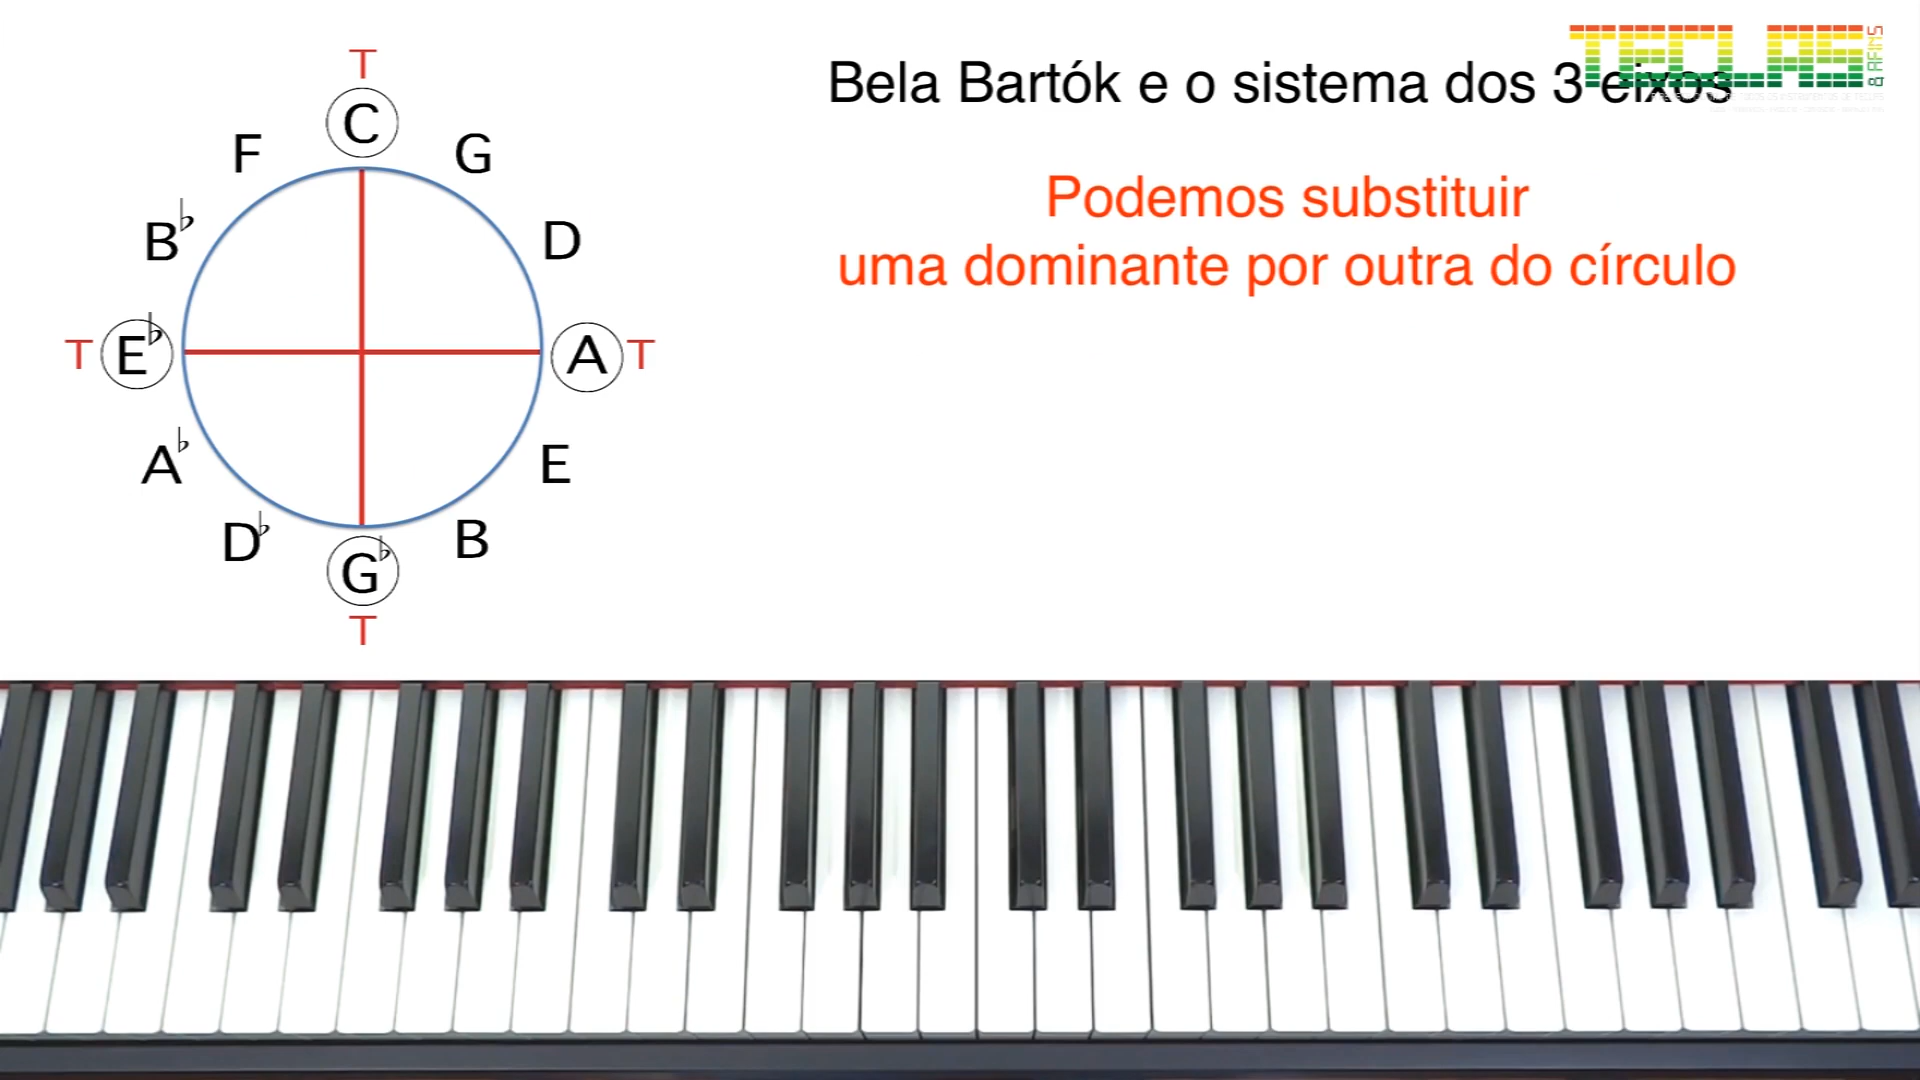 Bela Bartók e o sistema dos 3 eixos
TECLAS
& AFINS
Podemos substituir
uma dominante por outra do círculo
T
C
F
G
B♭
D
T
E♭
A
T
A♭
E
D♭
B
G♭
T